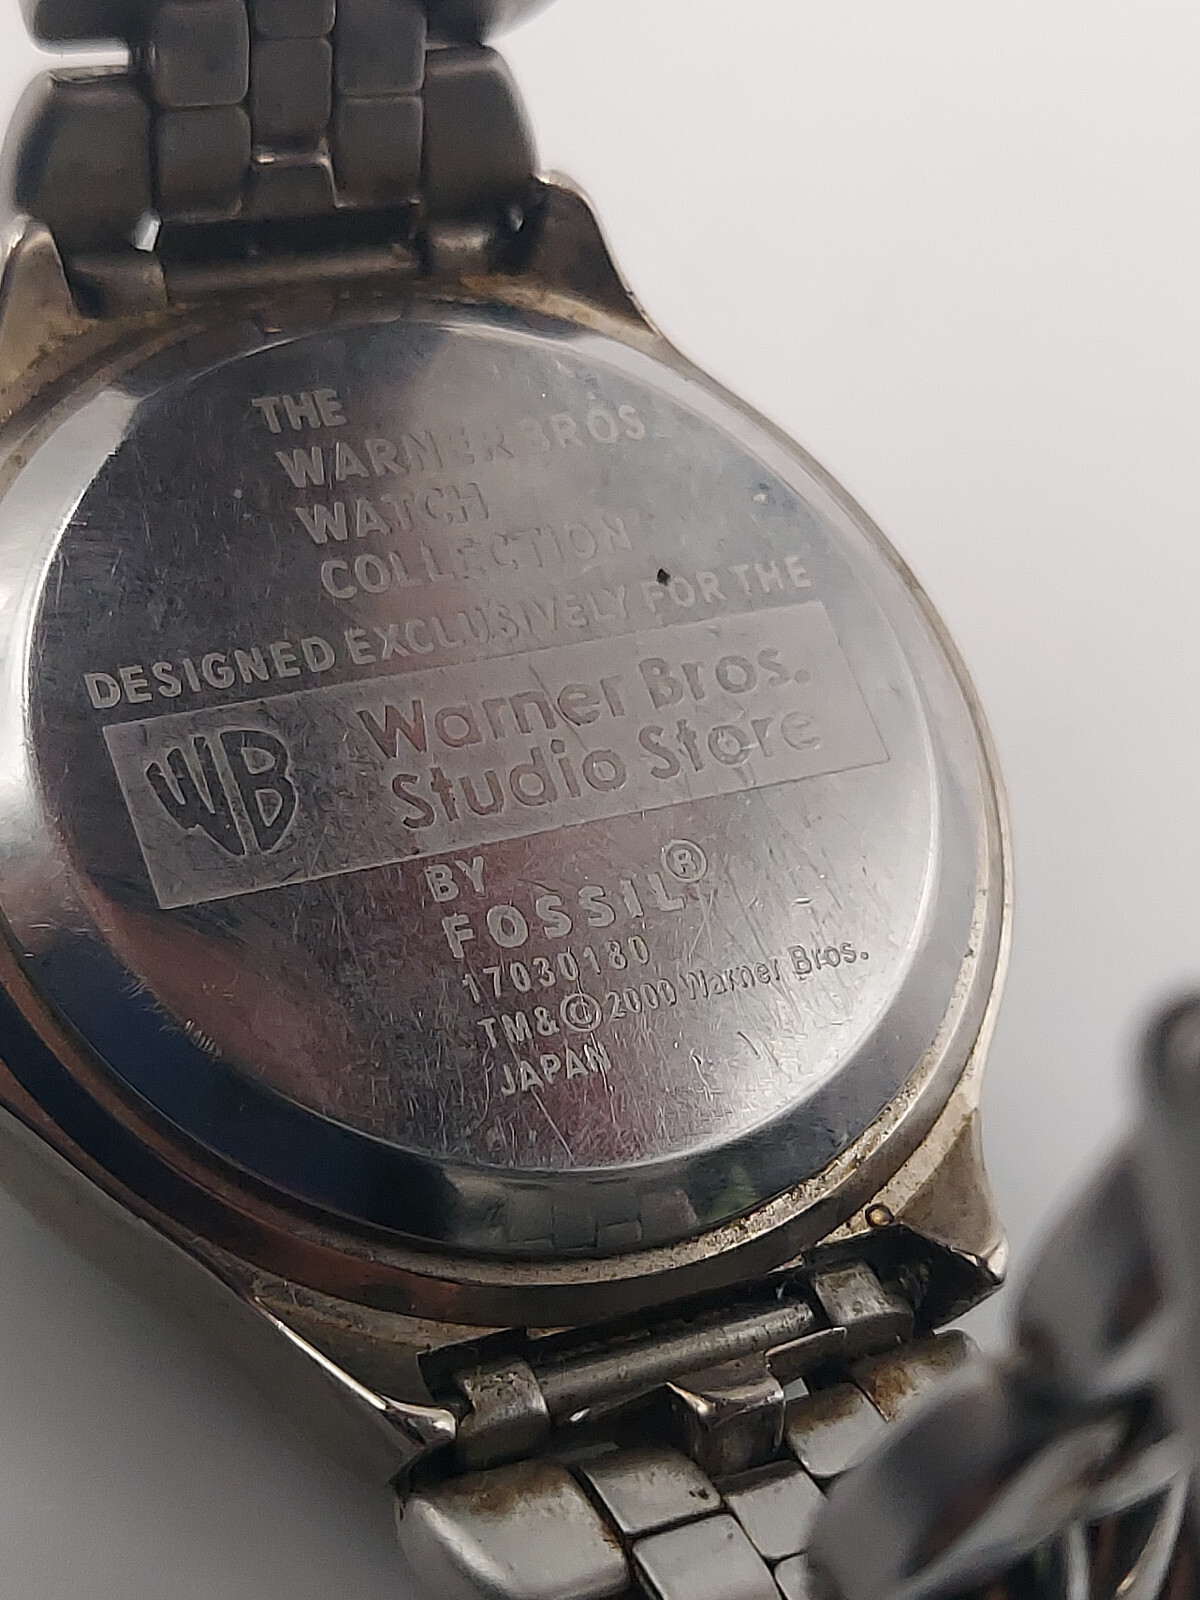 THE
WARNER BROS.
WATCH
COLLECTION
DESIGNED EXCLUSIVELY FOR THE
WB Warner Bros.
Studio Store
BY
FOSSIL®
17030180
TM&©2000 Warner Bros.
JAPAN